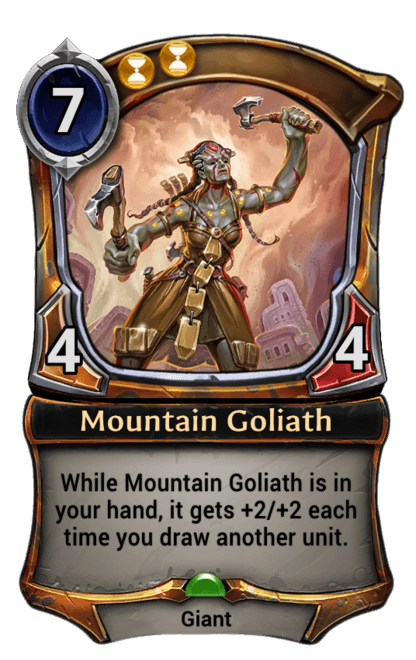 7
4
4
Mountain Goliath
While Mountain Goliath is in
your hand, it gets +2/+2 each
time you draw another unit.
Giant